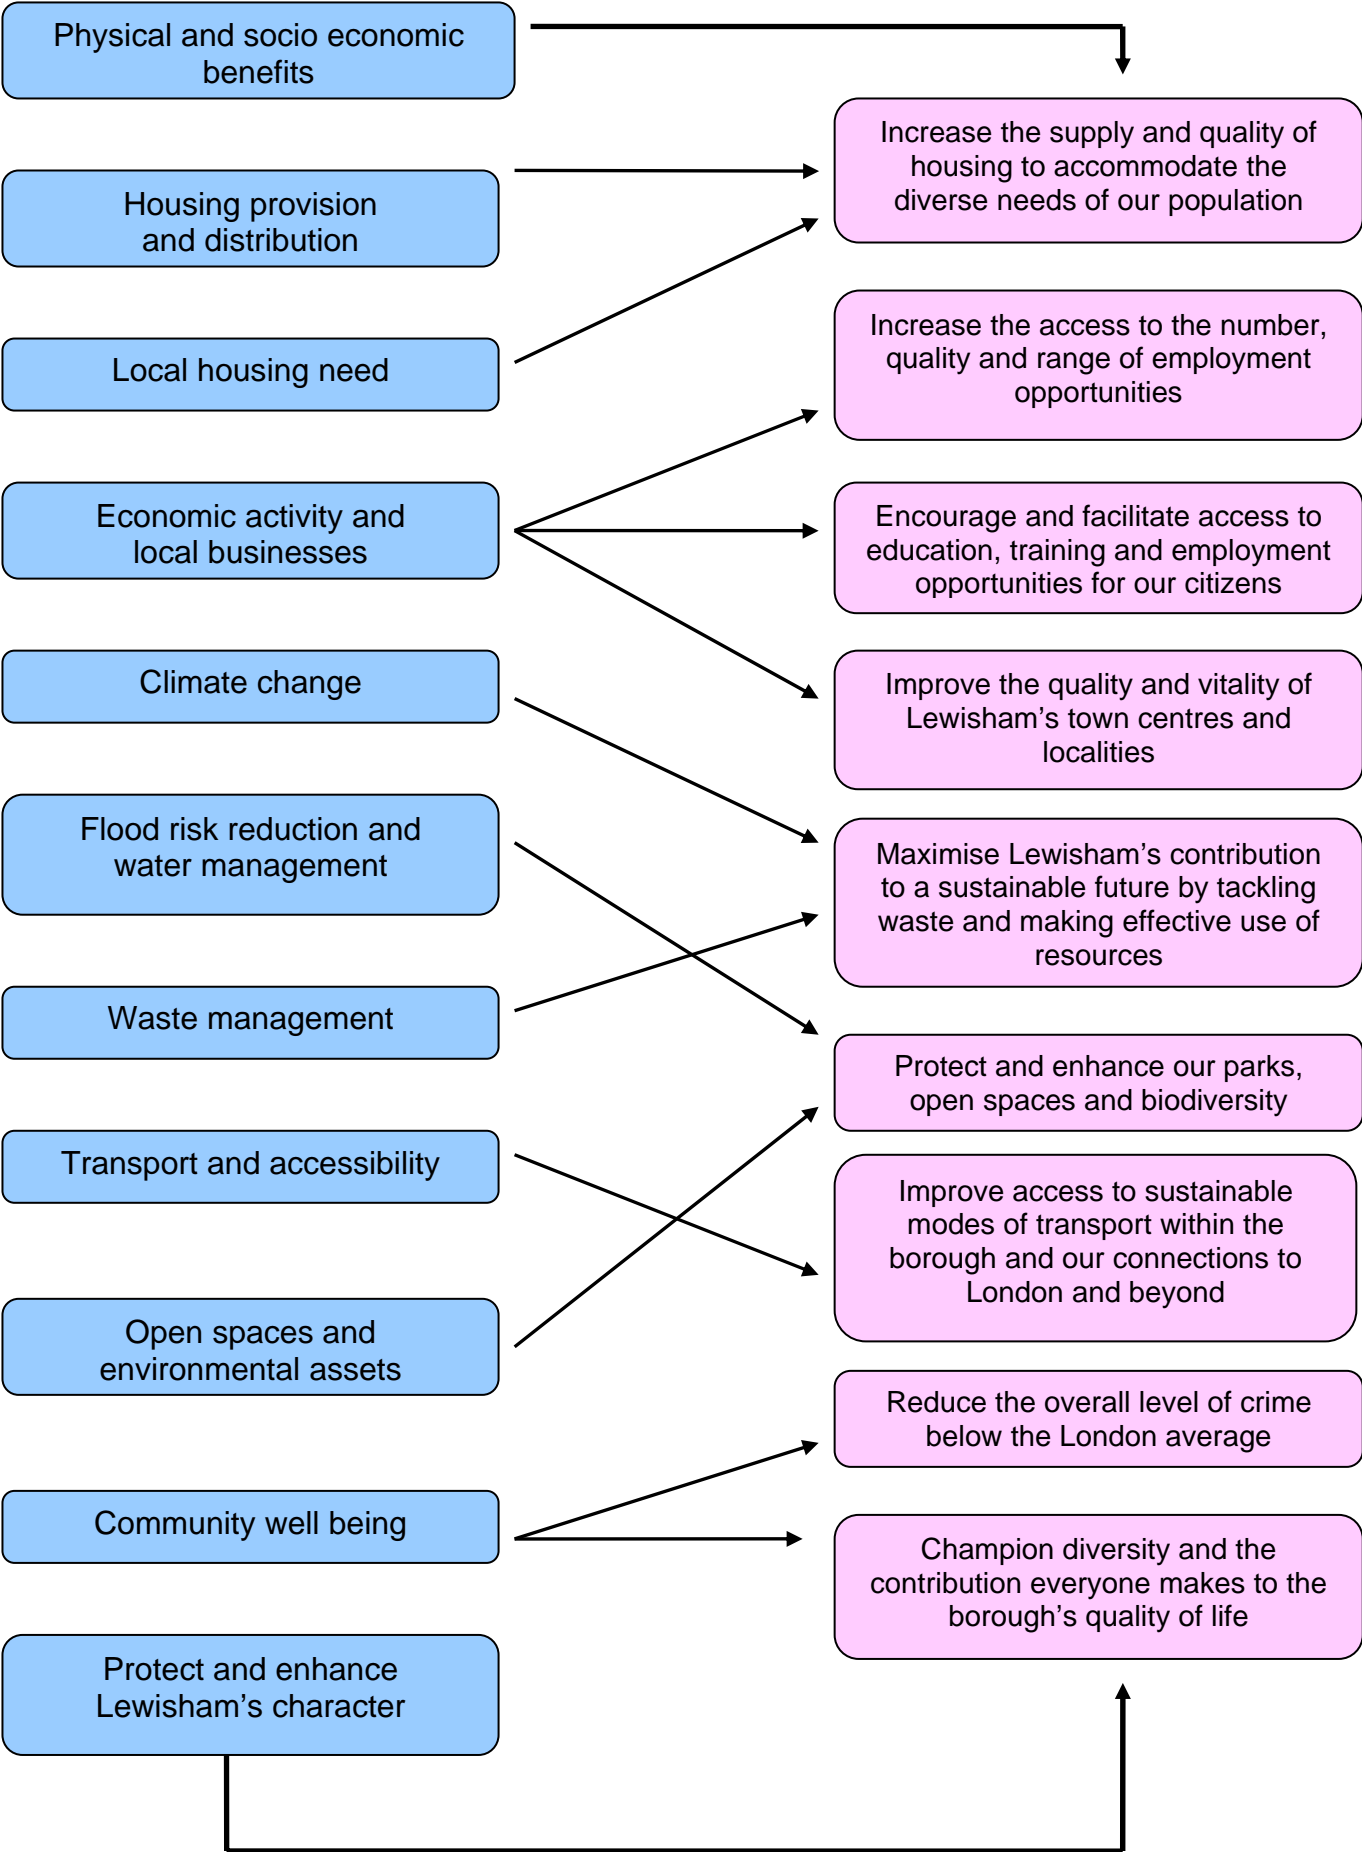 Physical and socio economic
benefits
Housing provision
and distribution
Local housing need
Economic activity and
local businesses
Climate change
Flood risk reduction and
water management
Waste management
Transport and accessibility
Open spaces and
environmental assets
Community well being
Protect and enhance
Lewisham’s character
Increase the supply and quality of
housing to accommodate the
diverse needs of our population
Increase the access to the number,
quality and range of employment
opportunities
Encourage and facilitate access to
education, training and employment
opportunities for our citizens
Improve the quality and vitality of
Lewisham’s town centres and
localities
Maximise Lewisham’s contribution
to a sustainable future by tackling
waste and making effective use of
resources
Protect and enhance our parks,
open spaces and biodiversity
Improve access to sustainable
modes of transport within the
borough and our connections to
London and beyond
Reduce the overall level of crime
below the London average
Champion diversity and the
contribution everyone makes to the
borough’s quality of life